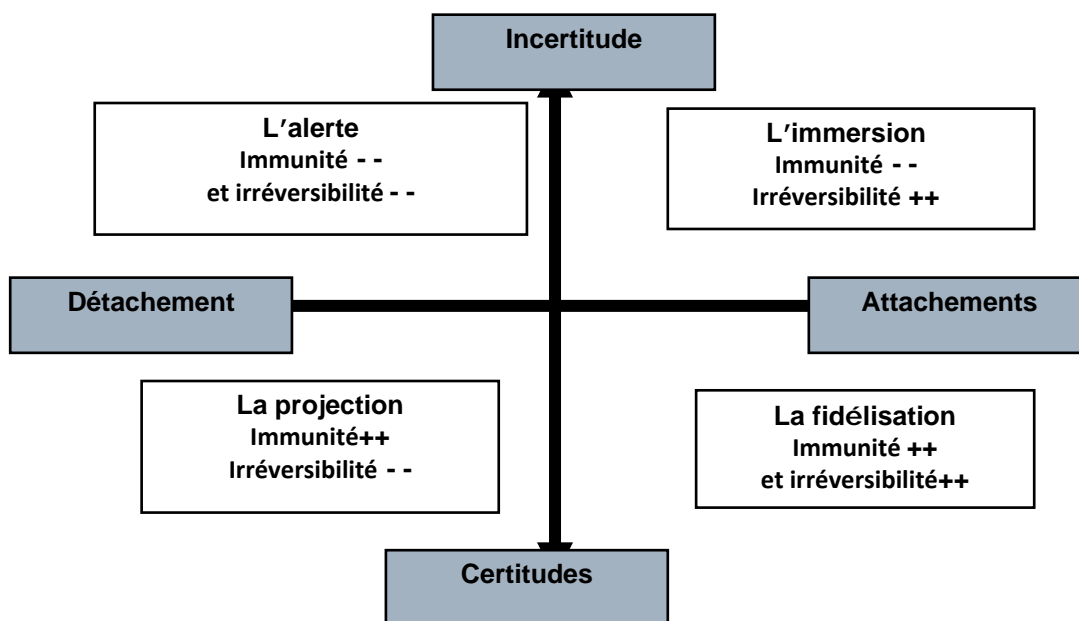 Incertitude
L'alerte
Immunité - -
et irréversibilité - -
L'immersion
Immunité - -
Irréversibilité ++
Détachement
Attachements
La projection
Immunité++
Irréversibilité - -
La fidélisation
Immunité ++
et irréversibilité++
Certitudes